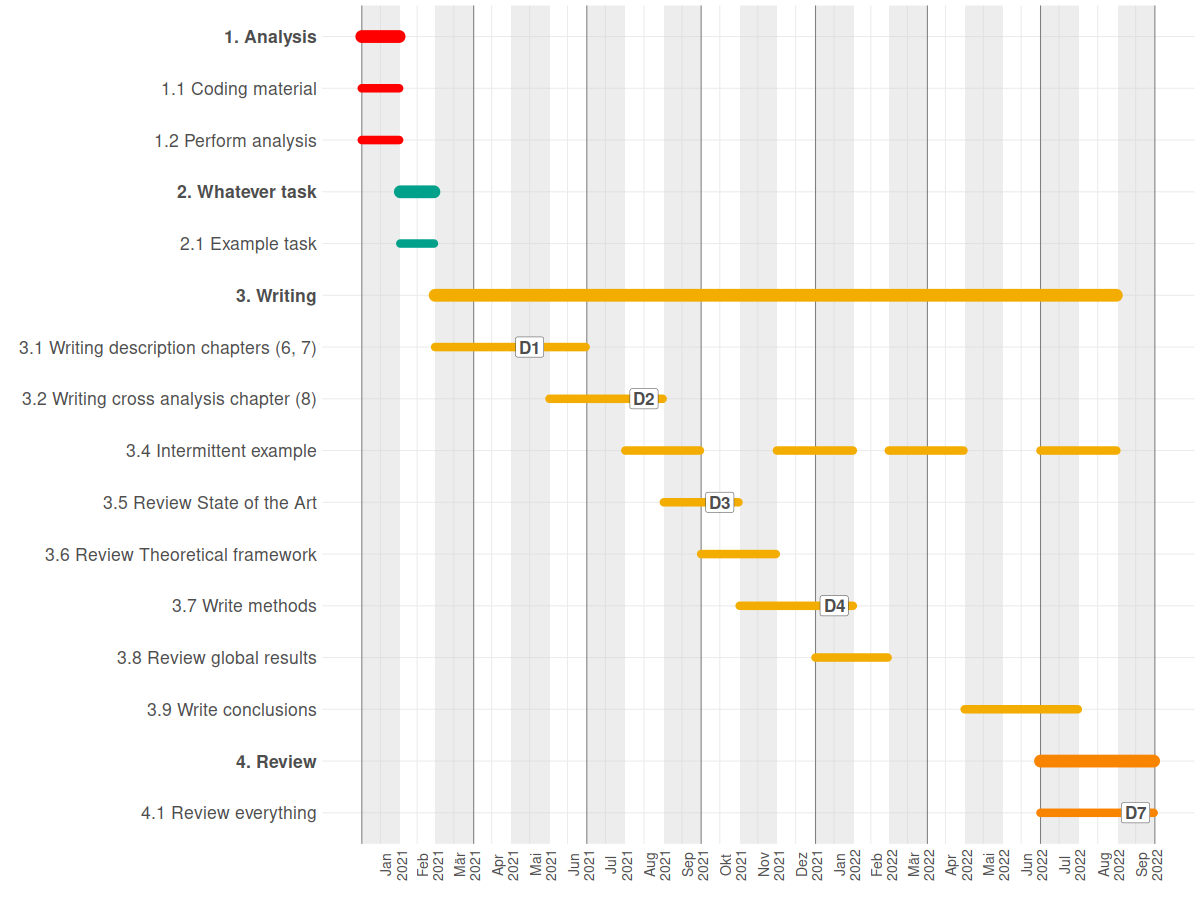 1. Analysis
1.1 Coding material
1.2 Perform analysis
2. Whatever task
2.1 Example task
3. Writing
3.1 Writing description chapters (6, 7)
D1
3.2 Writing cross analysis chapter (8)
D2
3.4 Intermittent example
3.5 Review State of the Art
D3
3.6 Review Theoretical framework
3.7 Write methods
D4
3.8 Review global results
3.9 Write conclusions
4. Review
4.1 Review everything
D7
Jan
2021
Feb
2021
Mär
2021
Apr
2021
Mai
2021
Jun
2021
Jul
2021
Aug
2021
Sep
2021
Okt
2021
Nov
2021
Dez
2021
Jan
2022
Feb
2022
Mär
2022
Apr
2022
Mai
2022
Jun
2022
Jul
2022
Aug
2022
Sep
2022